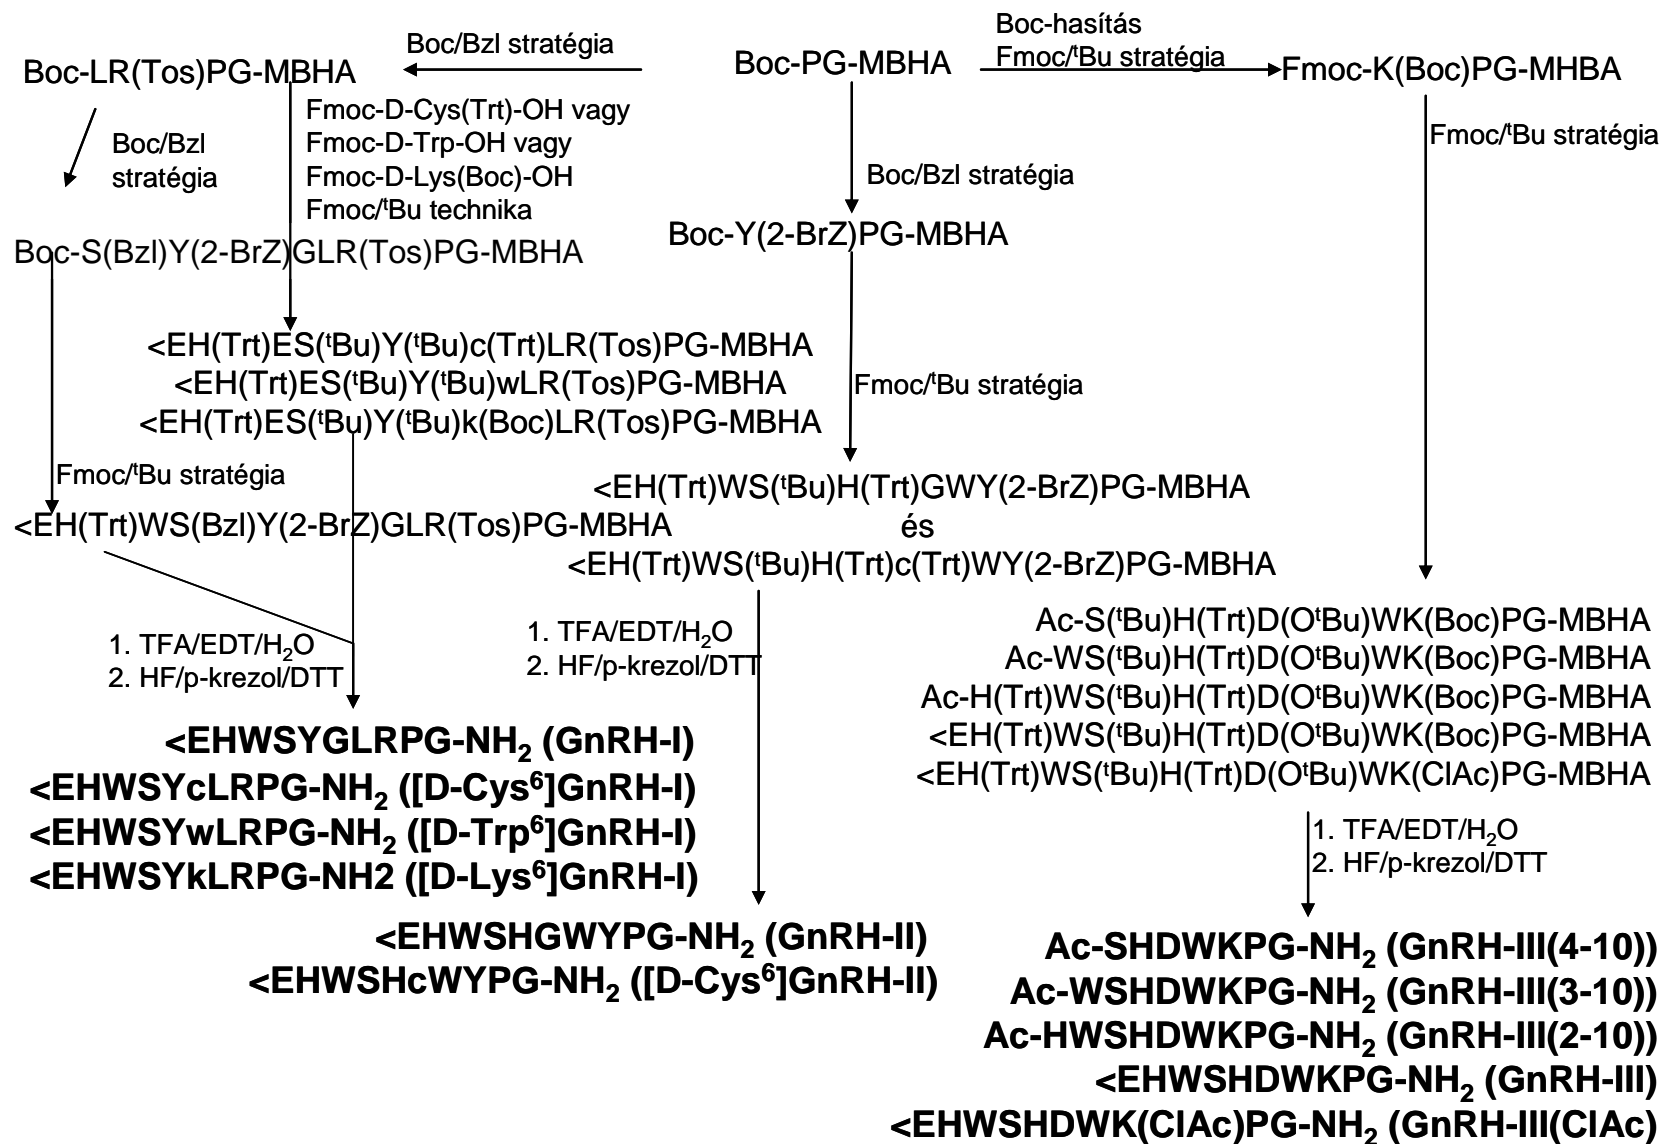 Boc-LR(Tos)PG-MBHA
Boc/Bzl stratégia
Boc-PG-MBHA
Boc-hasítás
Fmoc/ᵗBu stratégia
Fmoc-K(Boc)PG-MHBA
Boc/Bzl
stratégia
Fmoc-D-Cys(Trt)-OH vagy
Fmoc-D-Trp-OH vagy
Fmoc-D-Lys(Boc)-OH
Fmoc/ᵗBu technika
Boc/Bzl stratégia
Fmoc/ᵗBu stratégia
Boc-S(Bzl)Y(2-BrZ)GLR(Tos)PG-MBHA
Boc-Y(2-BrZ)PG-MBHA
<EH(Trt)ES(ᵗBu)Y(ᵗBu)c(Trt)LR(Tos)PG-MBHA
<EH(Trt)ES(ᵗBu)Y(ᵗBu)wLR(Tos)PG-MBHA
<EH(Trt)ES(ᵗBu)Y(ᵗBu)k(Boc)LR(Tos)PG-MBHA
Fmoc/ᵗBu stratégia
Fmoc/ᵗBu stratégia
<EH(Trt)WS(Bzl)Y(2-BrZ)GLR(Tos)PG-MBHA
<EH(Trt)WS(ᵗBu)H(Trt)GWY(2-BrZ)PG-MBHA
és
<EH(Trt)WS(ᵗBu)H(Trt)c(Trt)WY(2-BrZ)PG-MBHA
Ac-S(ᵗBu)H(Trt)D(OᵗBu)WK(Boc)PG-MBHA
Ac-WS(ᵗBu)H(Trt)D(OᵗBu)WK(Boc)PG-MBHA
Ac-H(Trt)WS(ᵗBu)H(Trt)D(OᵗBu)WK(Boc)PG-MBHA
<EH(Trt)WS(ᵗBu)H(Trt)D(OᵗBu)WK(Boc)PG-MBHA
<EH(Trt)WS(ᵗBu)H(Trt)D(OᵗBu)WK(ClAc)PG-MBHA
1. TFA/EDT/H₂O
2. HF/p-krezol/DTT
1. TFA/EDT/H₂O
2. HF/p-krezol/DTT
1. TFA/EDT/H₂O
2. HF/p-krezol/DTT
<EHWSYGLRPG-NH₂ (GnRH-I)
<EHWSYcLRPG-NH₂ ([D-Cys⁶]GnRH-I)
<EHWSYwLRPG-NH₂ ([D-Trp⁶]GnRH-I)
<EHWSYkLRPG-NH2 ([D-Lys⁶]GnRH-I)
<EHWSHGWYPG-NH₂ (GnRH-II)
<EHWSHcWYPG-NH₂ ([D-Cys⁶]GnRH-II)
Ac-SHDWKPG-NH₂ (GnRH-III(4-10))
Ac-WSHDWKPG-NH₂ (GnRH-III(3-10))
Ac-HWSHDWKPG-NH₂ (GnRH-III(2-10))
<EHWSHDWKPG-NH₂ (GnRH-III)
<EHWSHDWK(ClAc)PG-NH₂ (GnRH-III(ClAc)